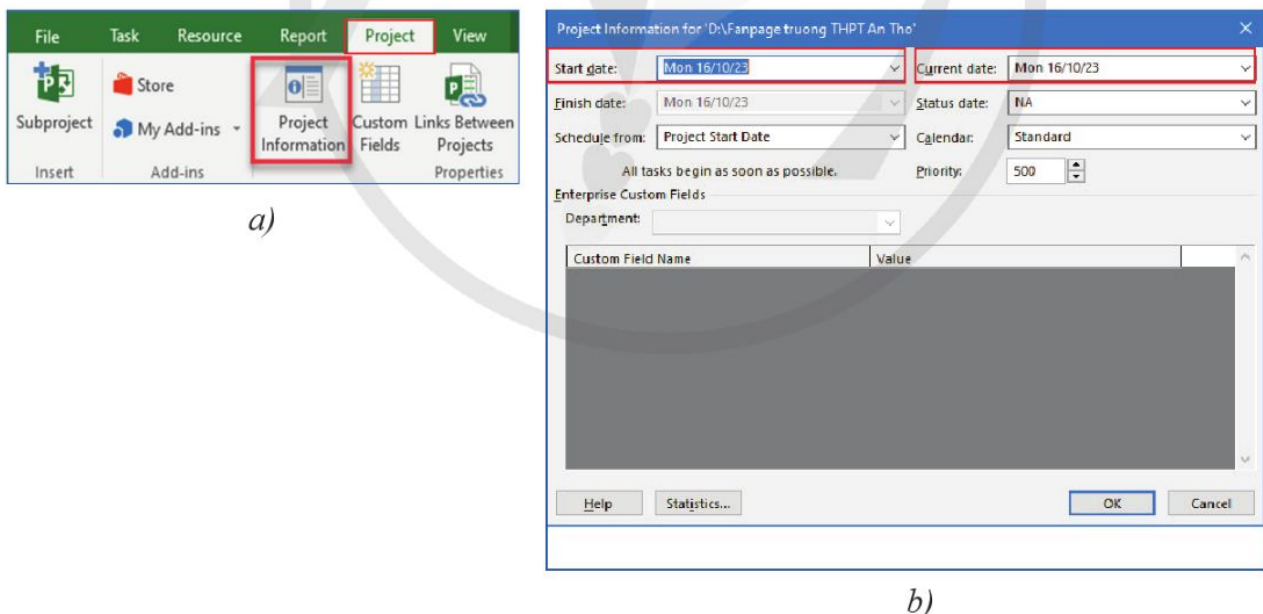 File Task Resource Report Project View
Store
My Add-ins
Subproject
Project Information
Custom Fields
Links Between Projects
Insert Add-ins Properties
a)
Project Information for 'D:\Fanpage truong THPT An Tho'
Start date: Mon 16/10/23 Current date: Mon 16/10/23
Finish date: Mon 16/10/23 Status date: NA
Schedule from: Project Start Date Calendar: Standard
All tasks begin as soon as possible. Priority: 500
Enterprise Custom Fields
Department:
Custom Field Name Value
Help Statistics... OK Cancel
b)